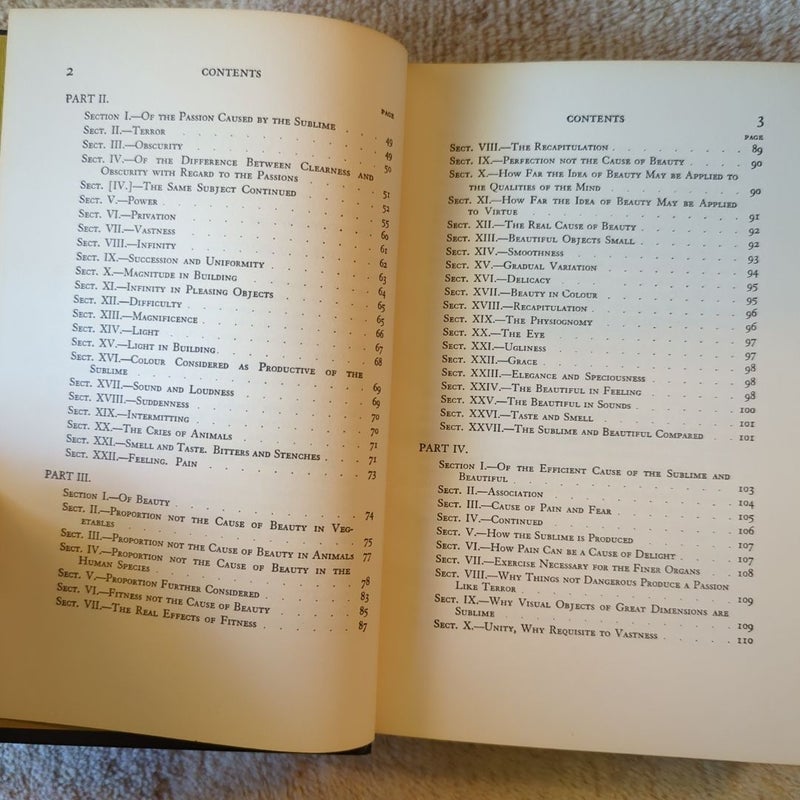 2 CONTENTS
PART II.
PAGE
Section I.—Of the Passion Caused by the Sublime . . . 49
Sect. II.—Terror . . . 49
Sect. III.—Obscurity . . . 50
Sect. IV.—Of the Difference Between Clearness and
Obscurity with Regard to the Passions . . . 51
Sect. [IV.]—The Same Subject Continued . . . 52
Sect. V.—Power . . . 55
Sect. VI.—Privation . . . 60
Sect. VII.—Vastness . . . 61
Sect. VIII.—Infinity . . . 62
Sect. IX.—Succession and Uniformity . . . 63
Sect. X.—Magnitude in Building . . . 64
Sect. XI.—Infinity in Pleasing Objects . . . 65
Sect. XII.—Difficulty . . . 65
Sect. XIII.—Magnificence . . . 66
Sect. XIV.—Light . . . 67
Sect. XV.—Light in Building . . . 68
Sect. XVI.—Colour Considered as Productive of the
Sublime . . . 69
Sect. XVII.—Sound and Loudness . . . 69
Sect. XVIII.—Suddenness . . . 70
Sect. XIX.—Intermitting . . . 70
Sect. XX.—The Cries of Animals . . . 71
Sect. XXI.—Smell and Taste. Bitters and Stenches . . . 71
Sect. XXII.—Feeling. Pain . . . 73
PART III.
Section I.—Of Beauty . . . 74
Sect. II.—Proportion not the Cause of Beauty in Veg-
etables . . . 75
Sect. III.—Proportion not the Cause of Beauty in Animals 77
Sect. IV.—Proportion not the Cause of Beauty in the
Human Species . . . 78
Sect. V.—Proportion Further Considered . . . 83
Sect. VI.—Fitness not the Cause of Beauty . . . 85
Sect. VII.—The Real Effects of Fitness . . . 87
CONTENTS 3
PAGE
Sect. VIII.—The Recapitulation . . . 89
Sect. IX.—Perfection not the Cause of Beauty . . . 90
Sect. X.—How Far the Idea of Beauty May be Applied to
the Qualities of the Mind . . . 90
Sect. XI.—How Far the Idea of Beauty May be Applied
to Virtue . . . 91
Sect. XII.—The Real Cause of Beauty . . . 92
Sect. XIII.—Beautiful Objects Small . . . 92
Sect. XIV.—Smoothness . . . 93
Sect. XV.—Gradual Variation . . . 94
Sect. XVI.—Delicacy . . . 95
Sect. XVII.—Beauty in Colour . . . 95
Sect. XVIII.—Recapitulation . . . 96
Sect. XIX.—The Physiognomy . . . 96
Sect. XX.—The Eye . . . 97
Sect. XXI.—Ugliness . . . 97
Sect. XXII.—Grace . . . 98
Sect. XXIII.—Elegance and Speciousness . . . 98
Sect. XXIV.—The Beautiful in Feeling . . . 98
Sect. XXV.—The Beautiful in Sounds . . . 100
Sect. XXVI.—Taste and Smell . . . 101
Sect. XXVII.—The Sublime and Beautiful Compared . 101
PART IV.
Section I.—Of the Efficient Cause of the Sublime and
Beautiful . . . 103
Sect. II.—Association . . . 104
Sect. III.—Cause of Pain and Fear . . . 105
Sect. IV.—Continued . . . 106
Sect. V.—How the Sublime is Produced . . . 107
Sect. VI.—How Pain Can be a Cause of Delight . . . 107
Sect. VII.—Exercise Necessary for the Finer Organs . 108
Sect. VIII.—Why Things not Dangerous Produce a Passion
Like Terror . . . 109
Sect. IX.—Why Visual Objects of Great Dimensions are
Sublime . . . 109
Sect. X.—Unity, Why Requisite to Vastness . . . 110